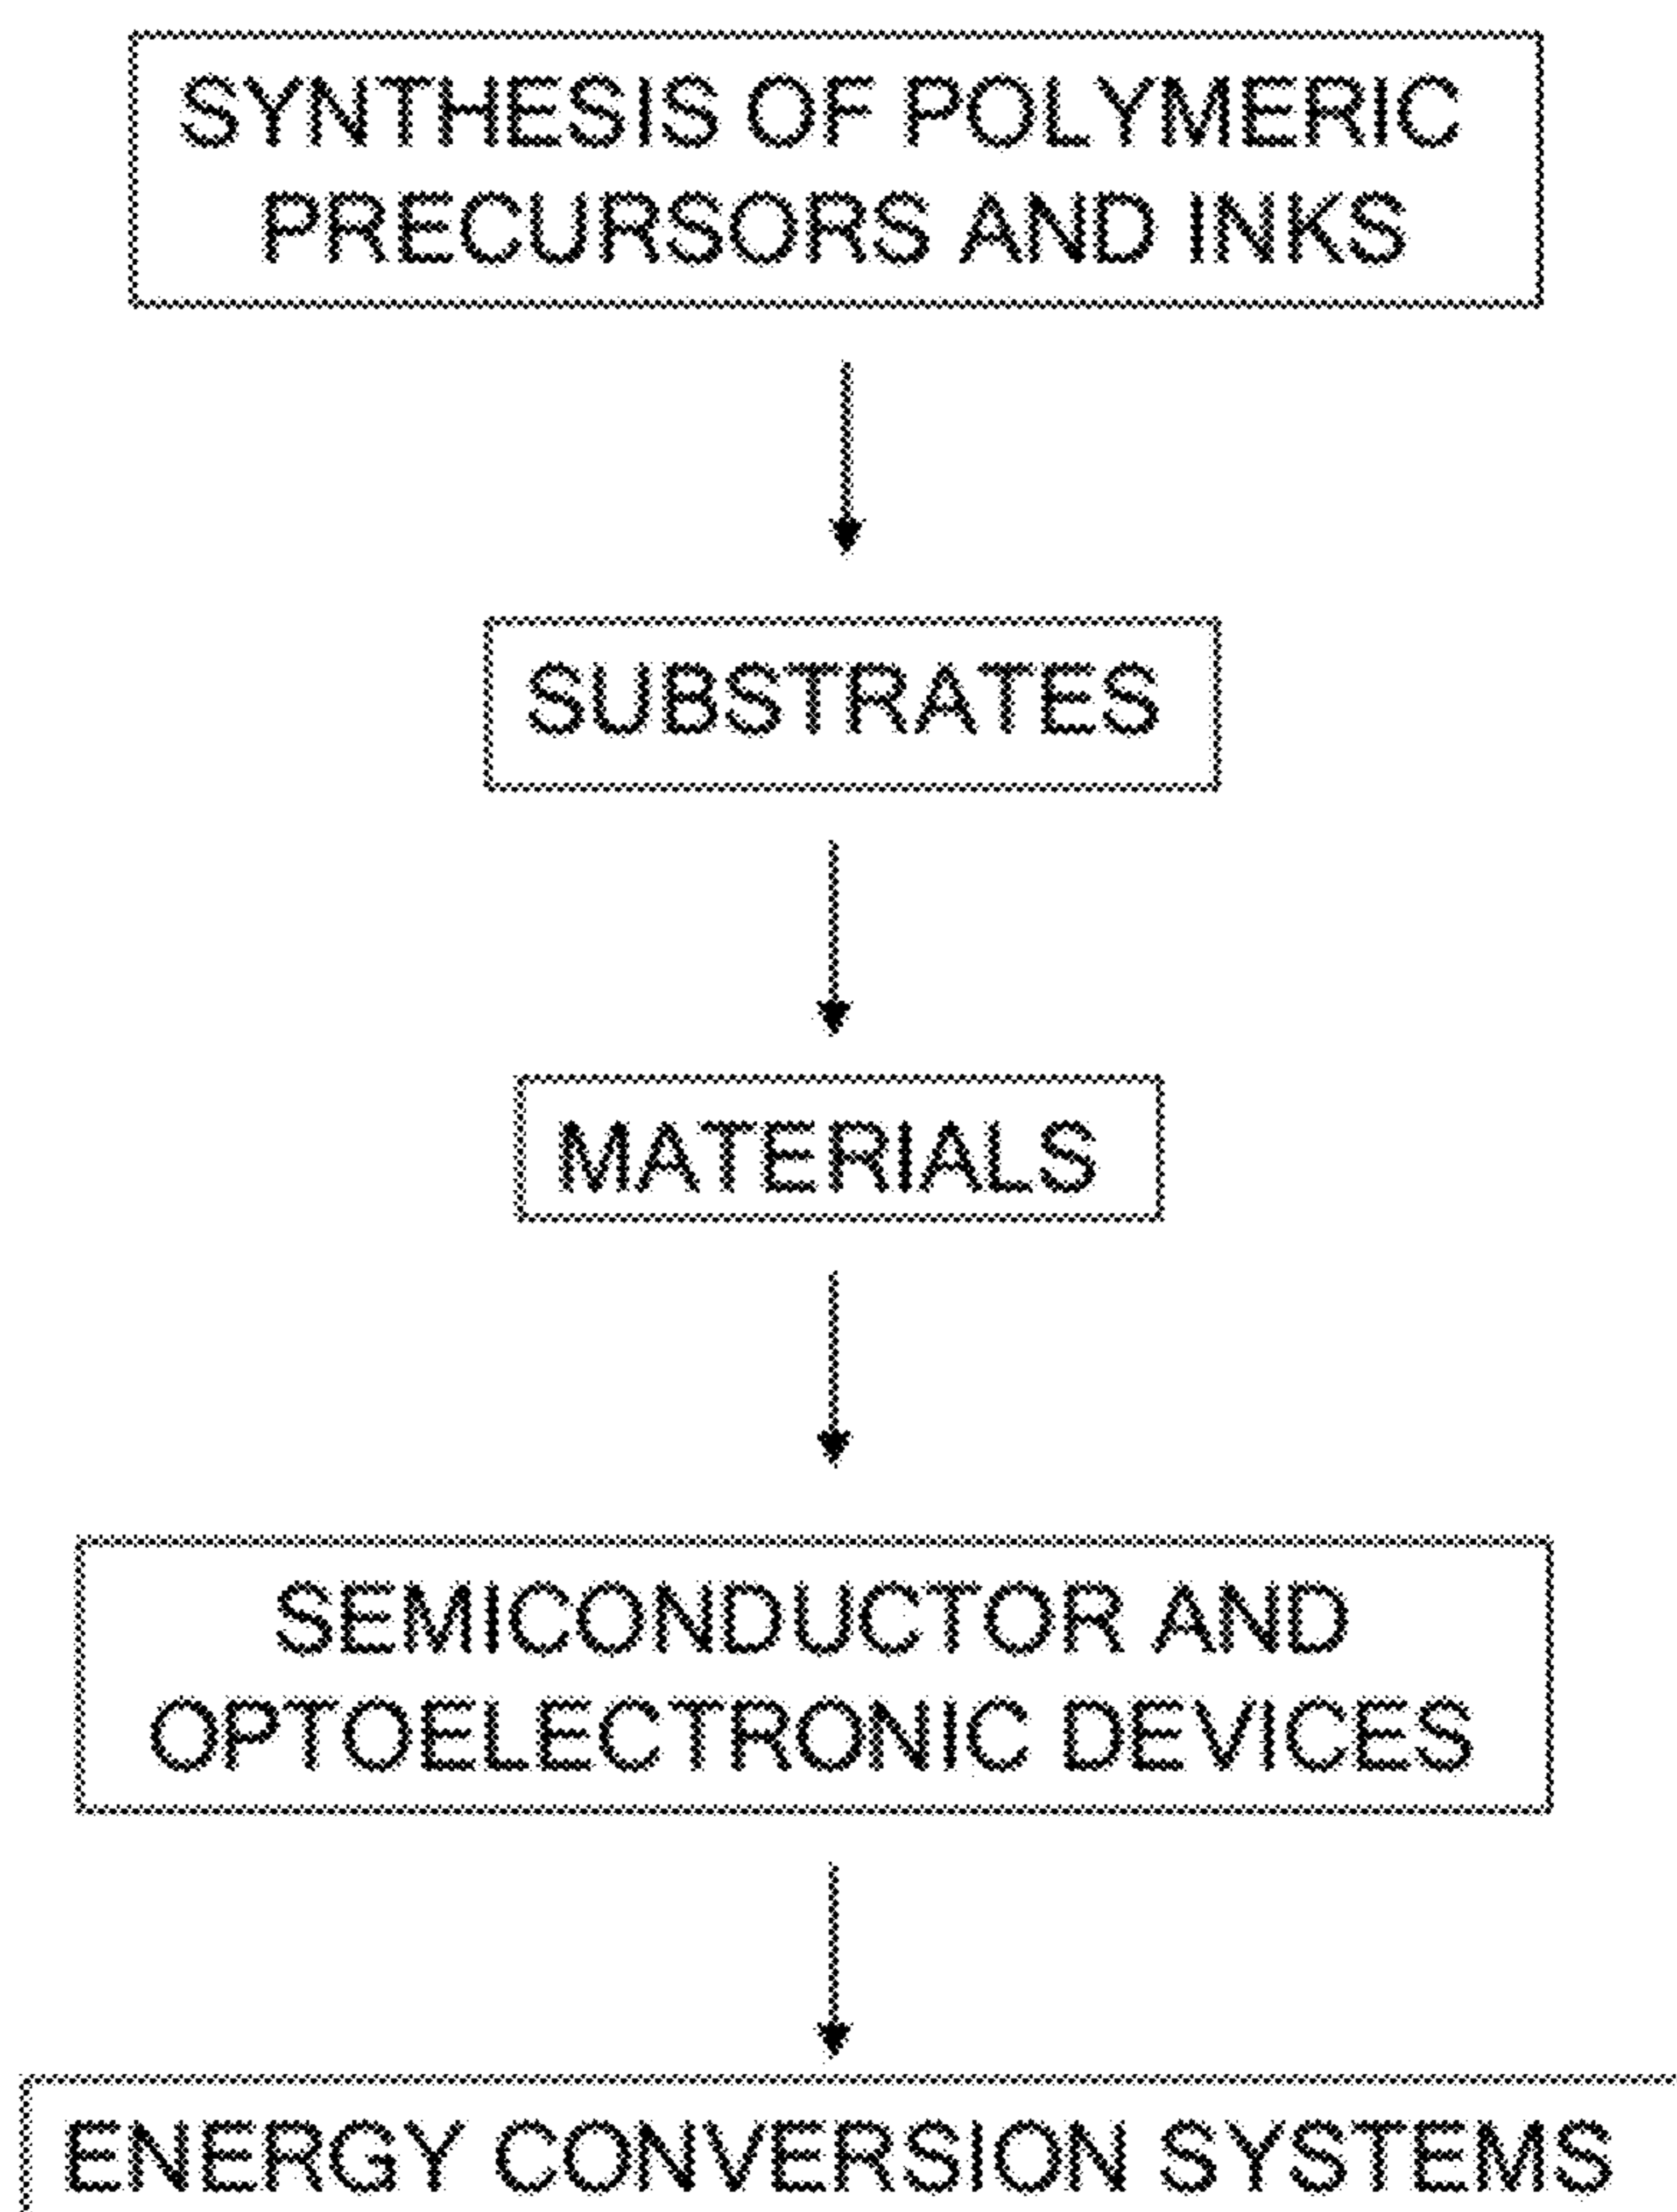 SYNTHESIS OF POLYMERIC
PRECURSORS AND INKS
SUBSTRATES
MATERIALS
SEMICONDUCTOR AND
OPTOELECTRONIC DEVICES
ENERGY CONVERSION SYSTEMS